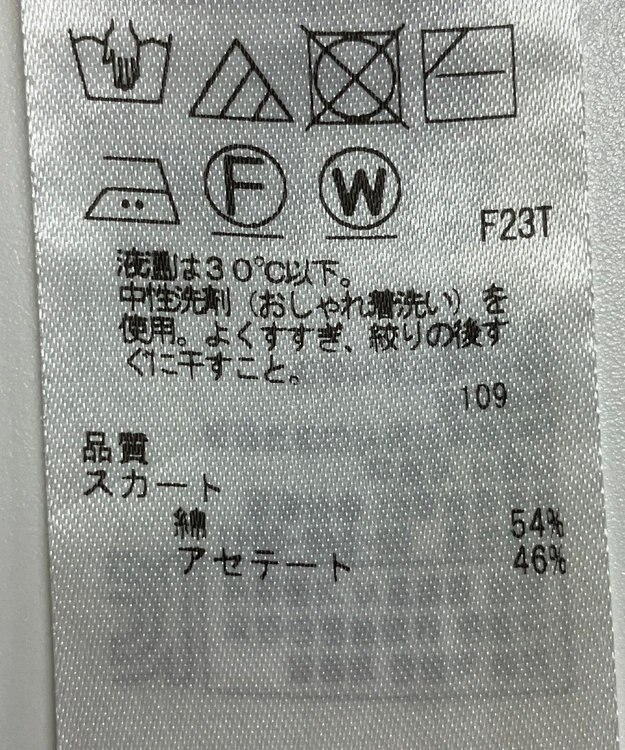 F
W
F23T
液温は30℃以下。
中性洗剤(おしゃれ着洗い)を
使用。よくすすぎ、絞りの後す
ぐに干すこと。
109
品質
スカート
綿 54%
アセテート 46%